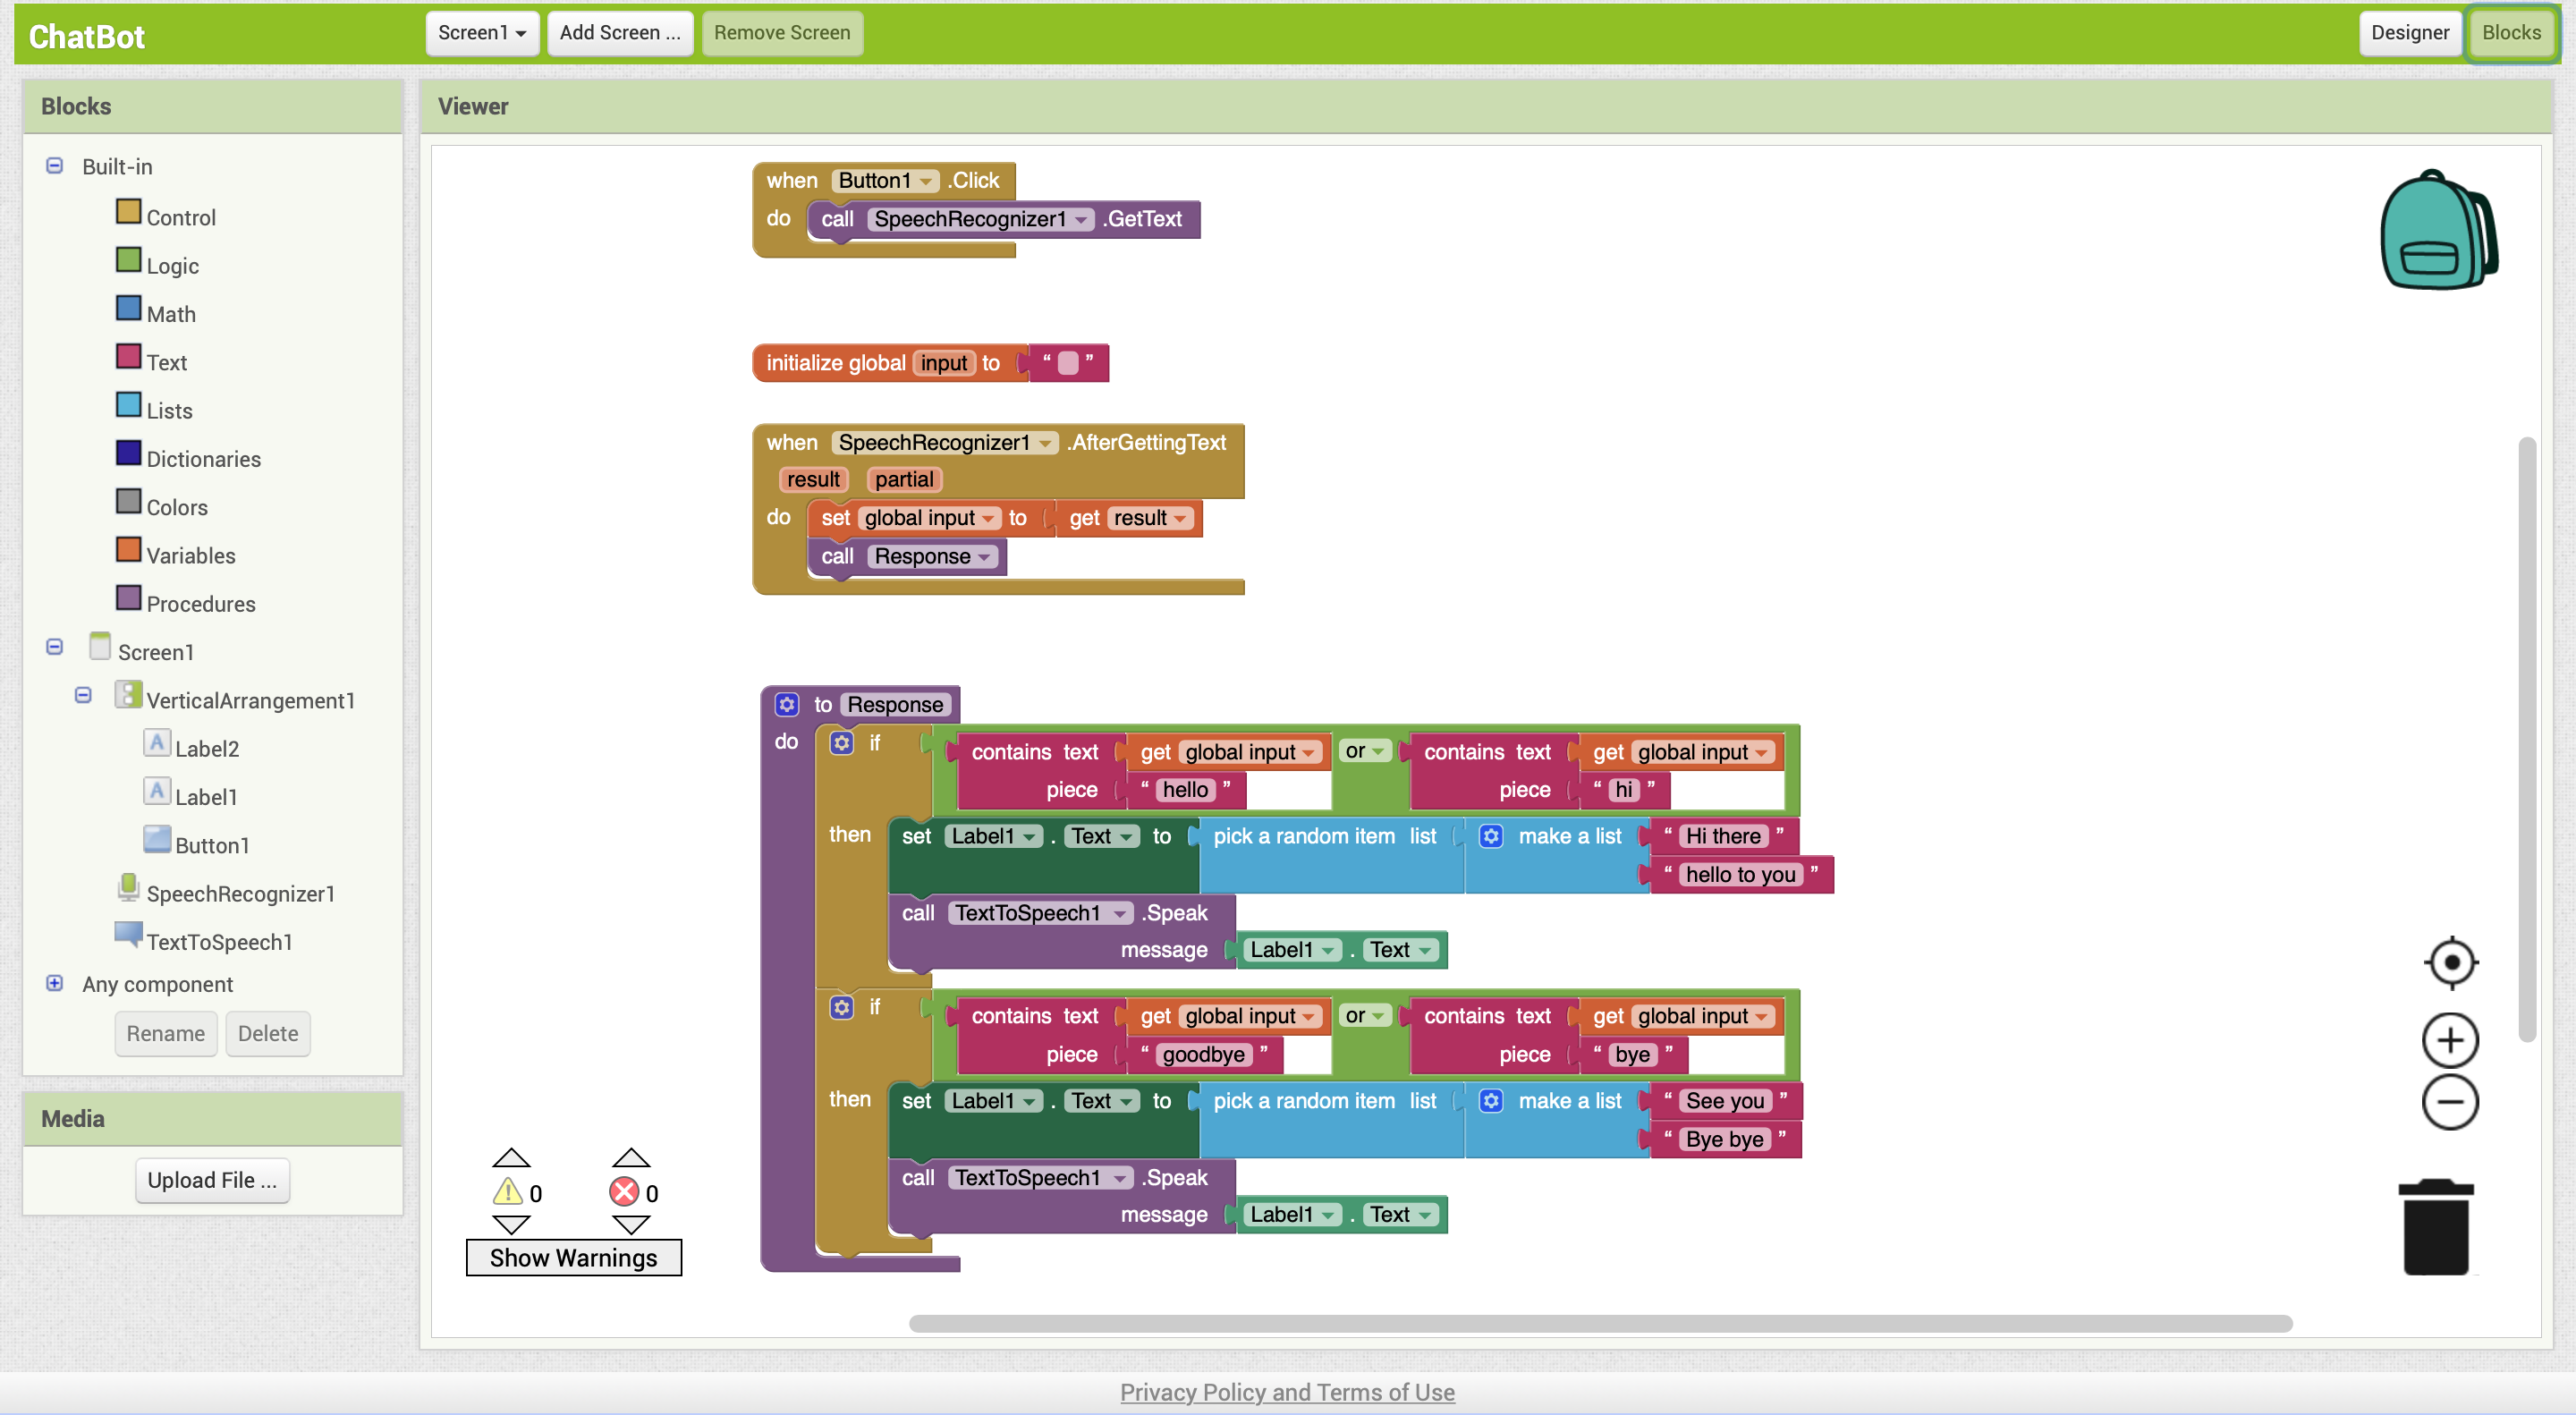 ChatBot
Screen1 Add Screen ... Remove Screen
Designer Blocks
Blocks
Built-in
Control
Logic
Math
Text
Lists
Dictionaries
Colors
Variables
Procedures
Screen1
VerticalArrangement1
Label2
Label1
Button1
SpeechRecognizer1
TextToSpeech1
Any component
Rename Delete
Media
Upload File ...
Viewer
when Button1 .Click
do call SpeechRecognizer1 .GetText
initialize global input to “ ”
when SpeechRecognizer1 .AfterGettingText
result partial
do set global input to get result
call Response
to Response
do if contains text get global input or contains text get global input
piece “ hello ” piece “ hi ”
then set Label1 . Text to pick a random item list make a list “ Hi there ”
“ hello to you ”
call TextToSpeech1 .Speak
message Label1 . Text
if contains text get global input or contains text get global input
piece “ goodbye ” piece “ bye ”
then set Label1 . Text to pick a random item list make a list “ See you ”
“ Bye bye ”
call TextToSpeech1 .Speak
message Label1 . Text
0 0
Show Warnings
Privacy Policy and Terms of Use